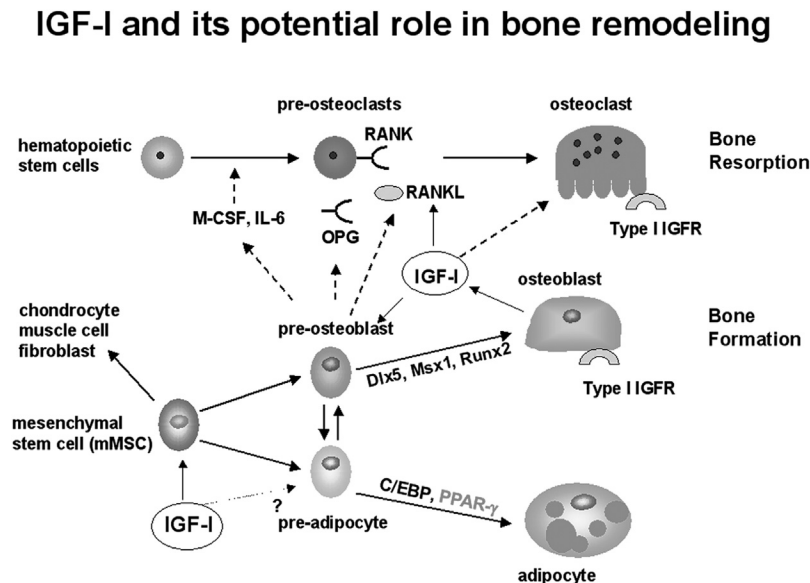 IGF-I and its potential role in bone remodeling
pre-osteoclasts
osteoclast
hematopoietic
stem cells
RANK
Bone
Resorption
RANKL
M-CSF, IL-6
OPG
Type I IGFR
IGF-I
osteoblast
chondrocyte
muscle cell
fibroblast
pre-osteoblast
Bone
Formation
Dlx5, Msx1, Runx2
Type I IGFR
mesenchymal
stem cell (mMSC)
C/EBP, PPAR-γ
?
IGF-I
pre-adipocyte
adipocyte